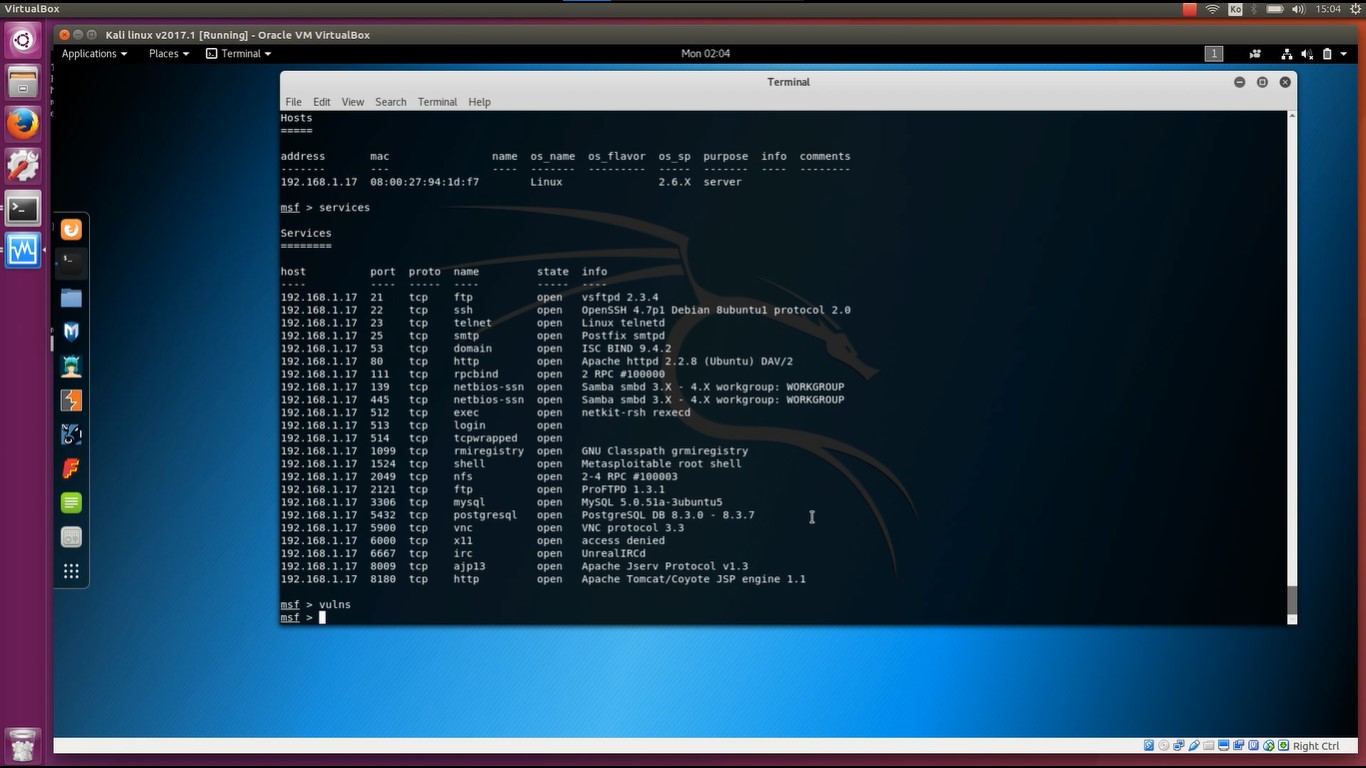 VirtualBox
Ko
15:04
Kali linux v2017.1 [Running] - Oracle VM VirtualBox
Applications Places Terminal Mon 02:04 1
Terminal
File Edit View Search Terminal Help
Hosts
=====
address mac name os_name os_flavor os_sp purpose info comments
------- --- ---- ------- --------- ----- ------- ---- --------
192.168.1.17 08:00:27:94:1d:f7 Linux 2.6.X server
msf > services
Services
========
host port proto name state info
---- ---- ----- ---- ----- ----
192.168.1.17 21 tcp ftp open vsftpd 2.3.4
192.168.1.17 22 tcp ssh open OpenSSH 4.7p1 Debian 8ubuntu1 protocol 2.0
192.168.1.17 23 tcp telnet open Linux telnetd
192.168.1.17 25 tcp smtp open Postfix smtpd
192.168.1.17 53 tcp domain open ISC BIND 9.4.2
192.168.1.17 80 tcp http open Apache httpd 2.2.8 (Ubuntu) DAV/2
192.168.1.17 111 tcp rpcbind open 2 RPC #100000
192.168.1.17 139 tcp netbios-ssn open Samba smbd 3.X - 4.X workgroup: WORKGROUP
192.168.1.17 445 tcp netbios-ssn open Samba smbd 3.X - 4.X workgroup: WORKGROUP
192.168.1.17 512 tcp exec open netkit-rsh rexecd
192.168.1.17 513 tcp login open
192.168.1.17 514 tcp tcpwrapped open
192.168.1.17 1099 tcp rmiregistry open GNU Classpath grmiregistry
192.168.1.17 1524 tcp shell open Metasploitable root shell
192.168.1.17 2049 tcp nfs open 2-4 RPC #100003
192.168.1.17 2121 tcp ftp open ProFTPD 1.3.1
192.168.1.17 3306 tcp mysql open MySQL 5.0.51a-3ubuntu5
192.168.1.17 5432 tcp postgresql open PostgreSQL DB 8.3.0 - 8.3.7
192.168.1.17 5900 tcp vnc open VNC protocol 3.3
192.168.1.17 6000 tcp x11 open access denied
192.168.1.17 6667 tcp irc open UnrealIRCd
192.168.1.17 8009 tcp ajp13 open Apache Jserv Protocol v1.3
192.168.1.17 8180 tcp http open Apache Tomcat/Coyote JSP engine 1.1
msf > vulns
msf >
Right Ctrl